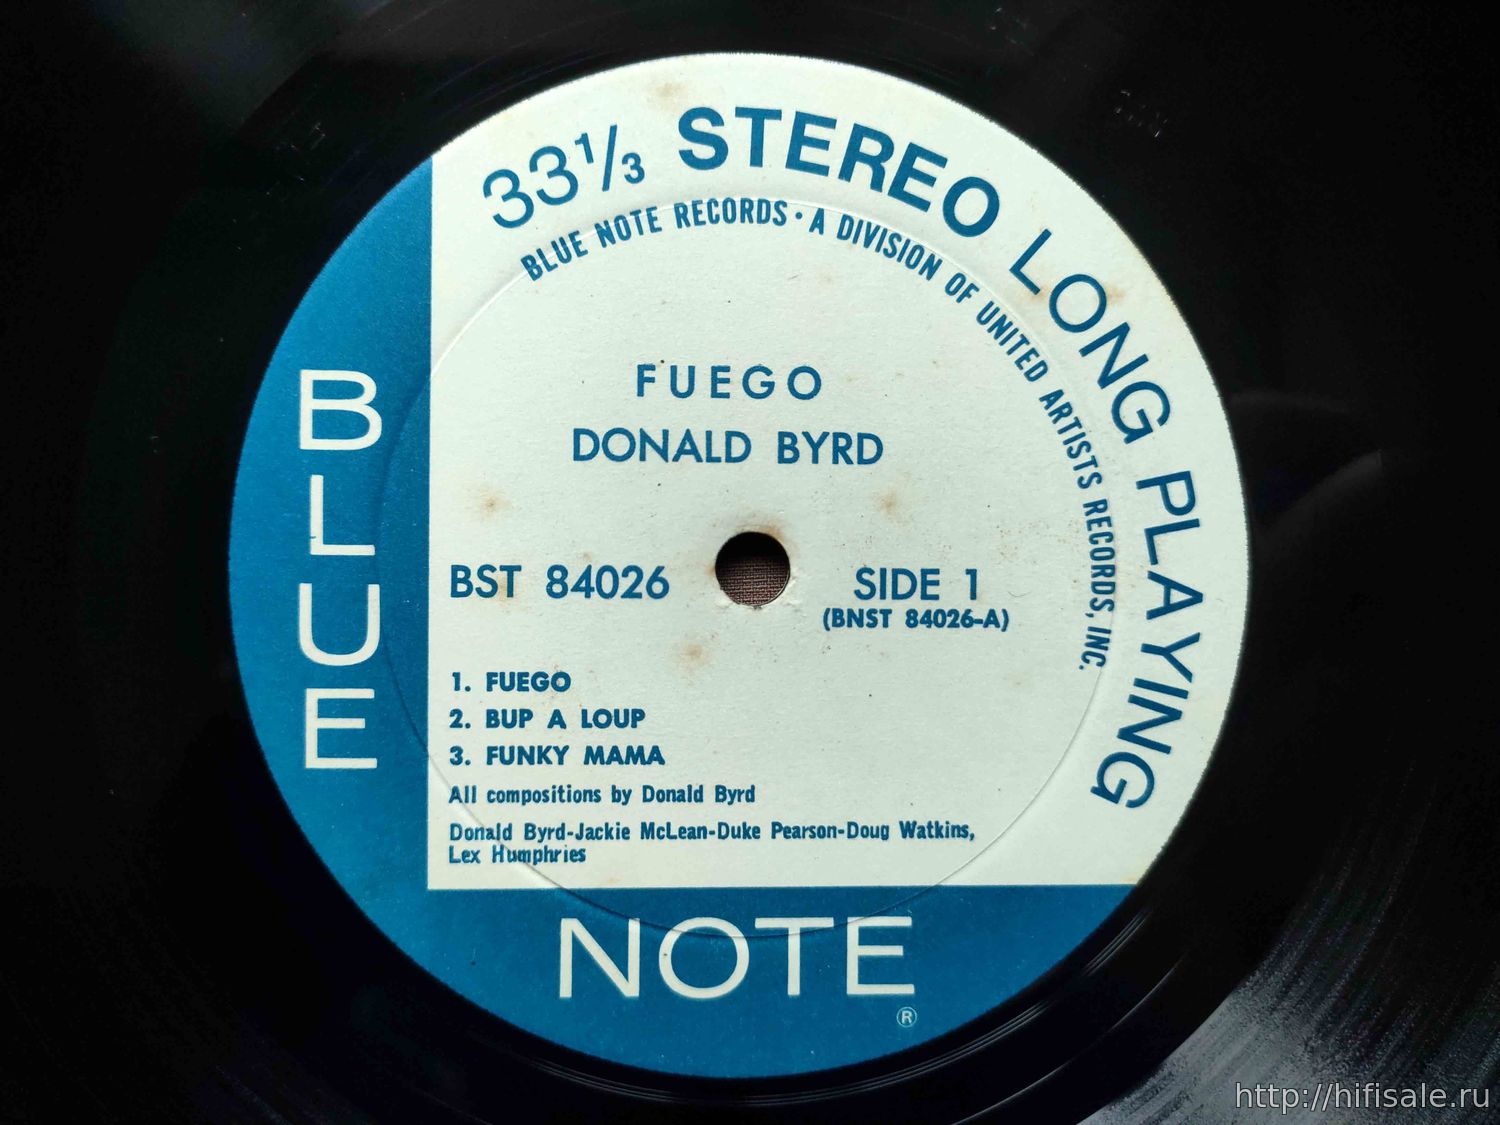 33⅓ STEREO LONG PLAYING
BLUE NOTE RECORDS · A DIVISION OF UNITED ARTISTS RECORDS, INC.
FUEGO
DONALD BYRD
BST 84026
SIDE 1
(BNST 84026-A)
1. FUEGO
2. BUP A LOUP
3. FUNKY MAMA
All compositions by Donald Byrd
Donald Byrd-Jackie McLean-Duke Pearson-Doug Watkins,
Lex Humphries
BLUE
NOTE
®
http://hifisale.ru